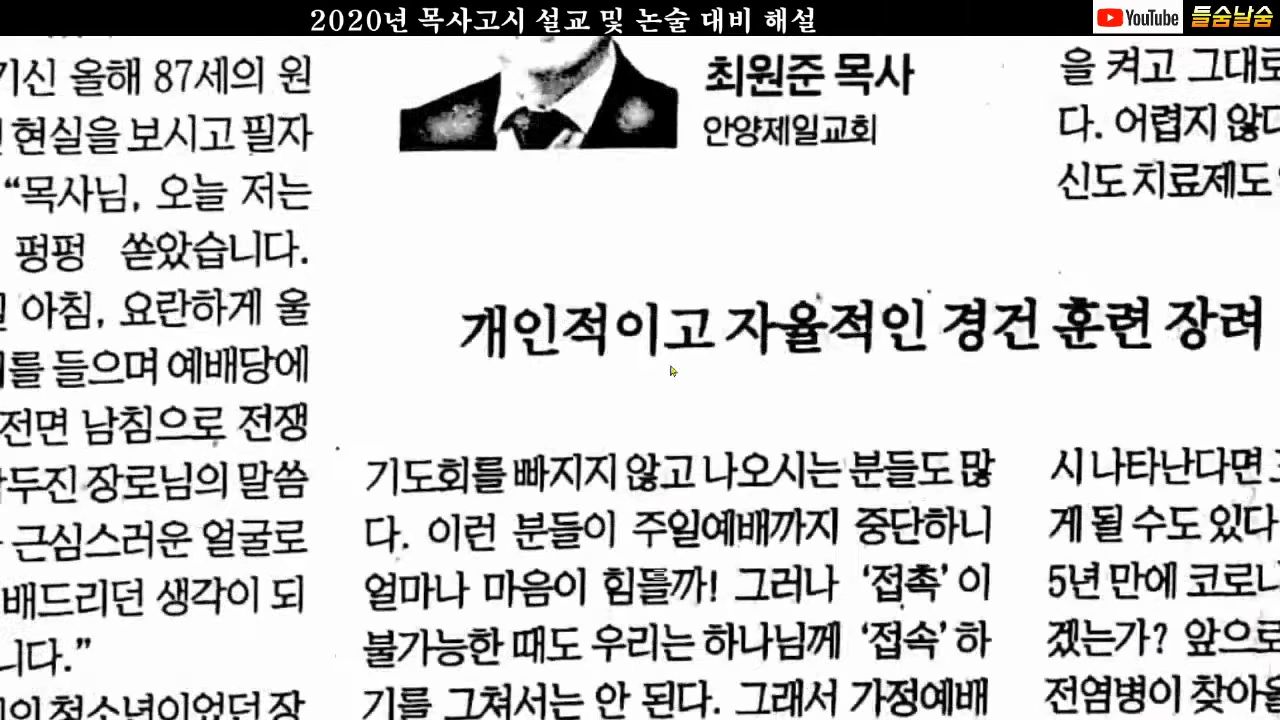 2020년 목사고시 설교 및 논술 대비 해설
YouTube 들숨날숨
기신 올해 87세의 원
현실을 보시고 필자
“목사님, 오늘 저는
펑펑 쏟았습니다.
아침, 요란하게 울
를 들으며 예배당에
전면 남침으로 전쟁
두진 장로님의 말씀
근심스러운 얼굴로
배드리던 생각이 되
니다.”
의 청소년이었던 장
최원준 목사
안양제일교회
개인적이고 자율적인 경건 훈련 장려
기도회를 빠지지 않고 나오시는 분들도 많
다. 이런 분들이 주일예배까지 중단하니
얼마나 마음이 힘들까! 그러나 ‘접촉’이
불가능한 때도 우리는 하나님께 ‘접속’하
기를 그쳐서는 안 된다. 그래서 가정예배
을 켜고 그대로
다. 어렵지 않다
신도 치료제도
시 나타난다면
게 될 수도 있다
5년 만에 코로나
겠는가? 앞으로
전염병이 찾아올